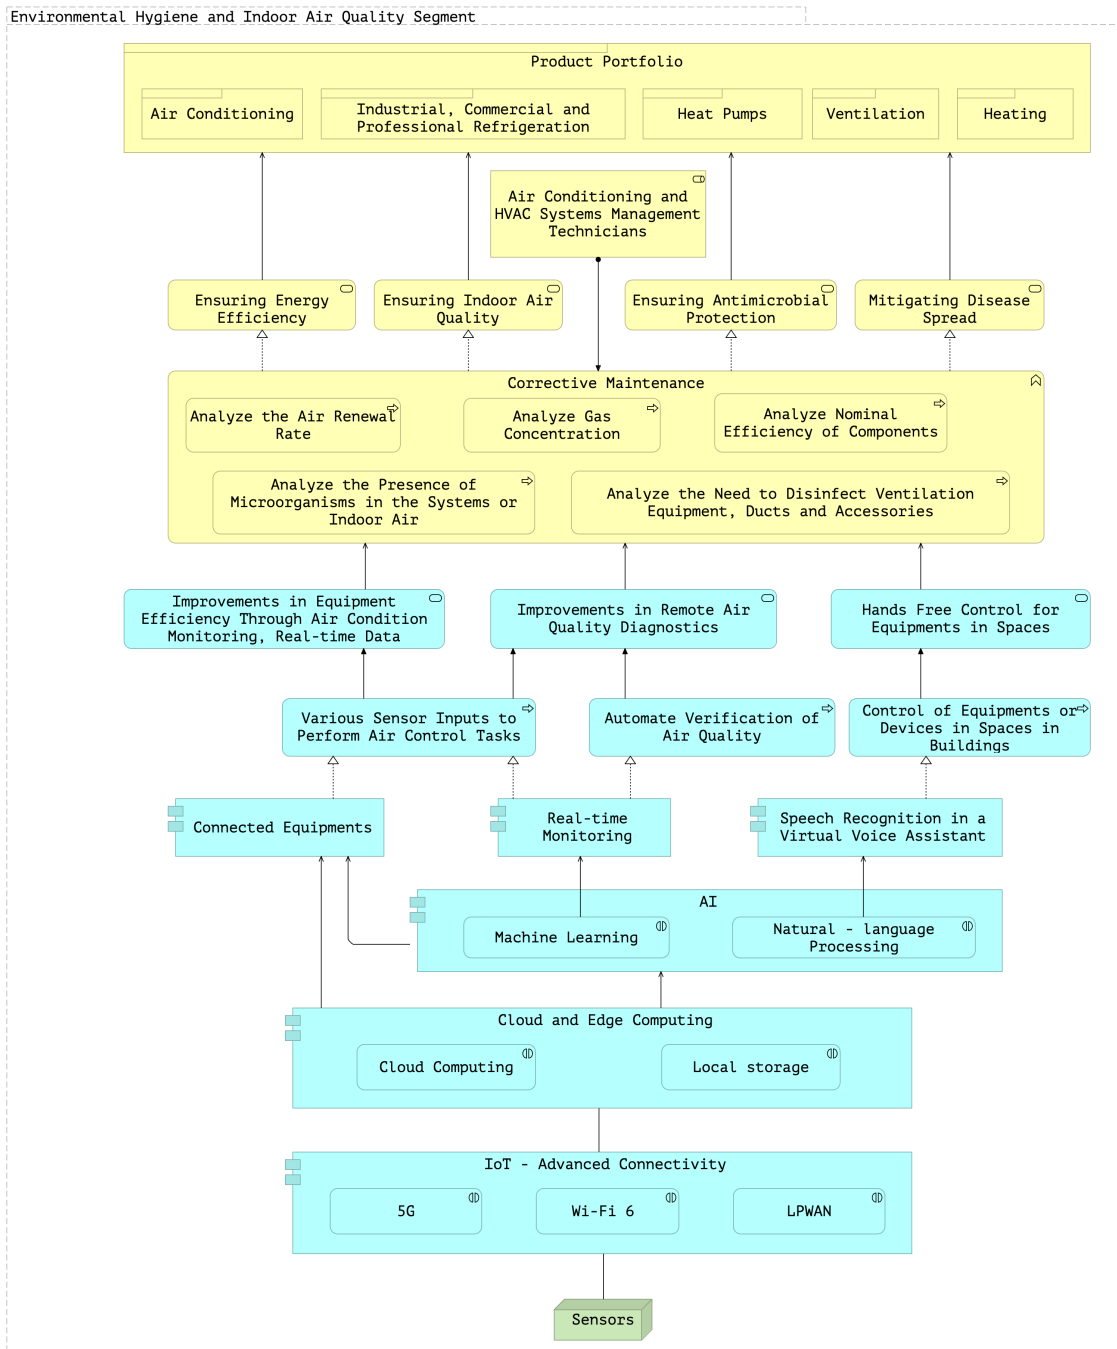 Environmental Hygiene and Indoor Air Quality Segment
Product Portfolio
Air Conditioning
Industrial, Commercial and
Professional Refrigeration
Heat Pumps
Ventilation
Heating
Air Conditioning and
HVAC Systems Management
Technicians
Ensuring Energy
Efficiency
Ensuring Indoor Air
Quality
Ensuring Antimicrobial
Protection
Mitigating Disease
Spread
Corrective Maintenance
Analyze the Air Renewal
Rate
Analyze Gas
Concentration
Analyze Nominal
Efficiency of Components
Analyze the Presence of
Microorganisms in the Systems or
Indoor Air
Analyze the Need to Disinfect Ventilation
Equipment, Ducts and Accessories
Improvements in Equipment
Efficiency Through Air Condition
Monitoring, Real-time Data
Improvements in Remote Air
Quality Diagnostics
Hands Free Control for
Equipments in Spaces
Various Sensor Inputs to
Perform Air Control Tasks
Automate Verification of
Air Quality
Control of Equipments or
Devices in Spaces in
Buildings
Connected Equipments
Real-time
Monitoring
Speech Recognition in a
Virtual Voice Assistant
AI
Machine Learning
Natural - language
Processing
Cloud and Edge Computing
Cloud Computing
Local storage
IoT - Advanced Connectivity
5G
Wi-Fi 6
LPWAN
Sensors